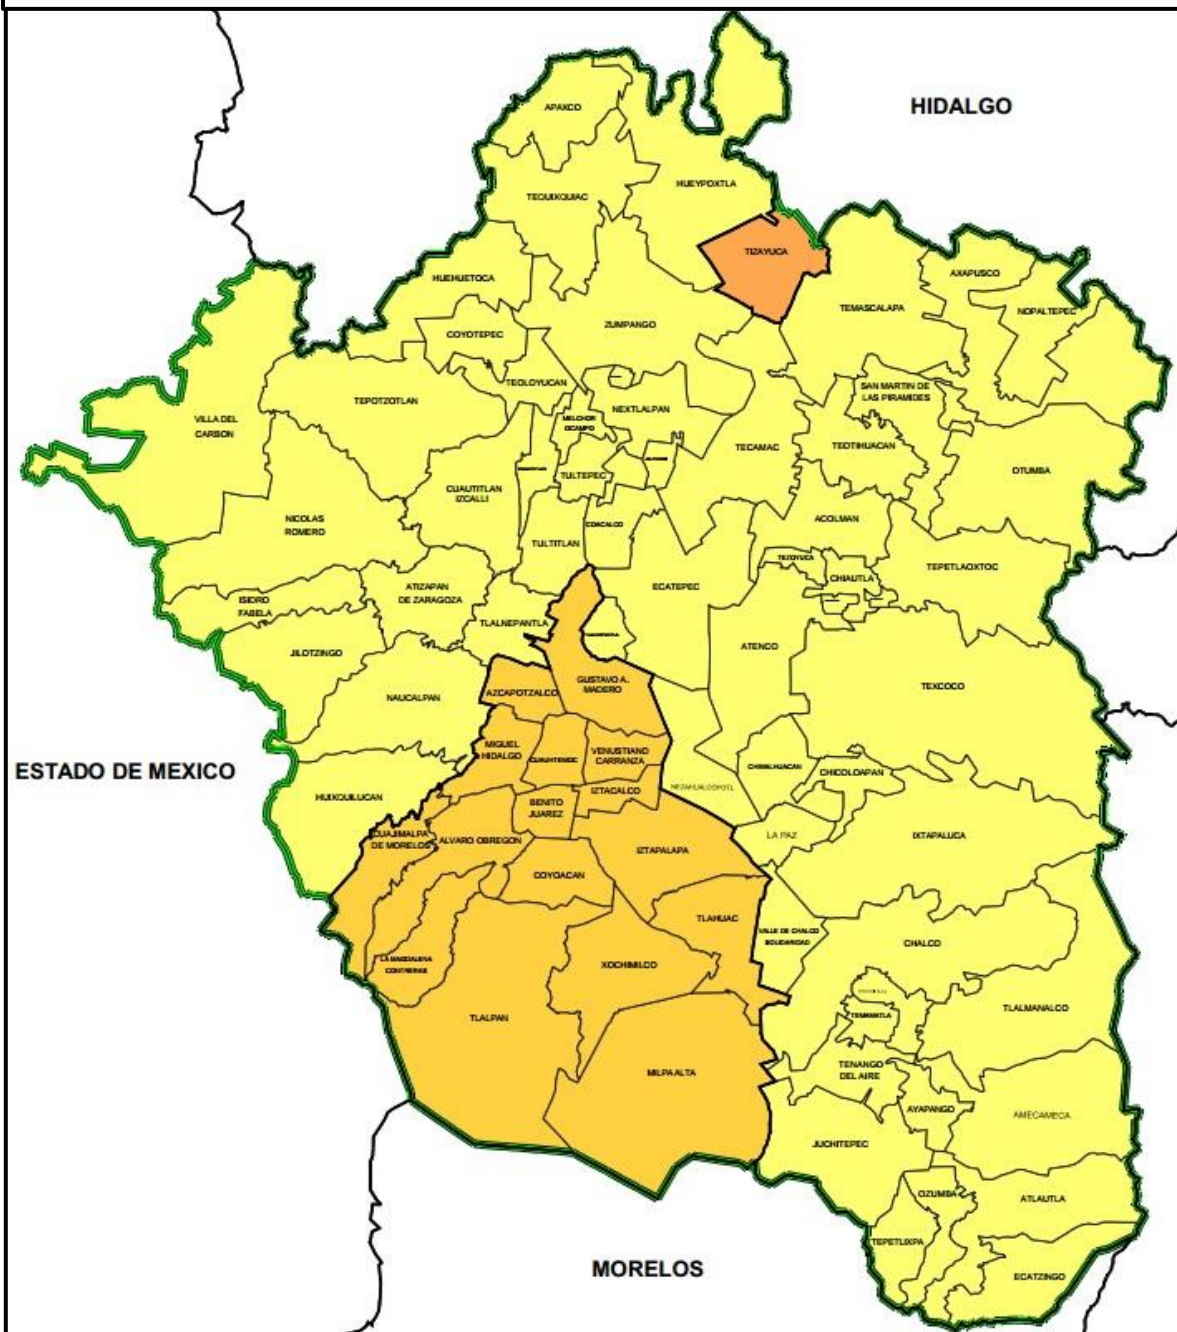 HIDALGO
APAXCO
HUEYPOXTLA
TEQUIXQUIAC
TIZAYUCA
AXAPUSCO
HUEHUETOCA
TEMASCALAPA
NOPALTEPEC
ZUMPANGO
COYOTEPEC
TEOLOYUCAN
SAN MARTIN DE
LAS PIRAMIDES
TEPOTZOTLAN
NEXTLALPAN
VILLA DEL
CARBON
MELCHOR
OCAMPO
TECAMAC
TEOTIHUACAN
OTUMBA
TULTEPEC
CUAUTITLAN
IZCALLI
NICOLAS
ROMERO
COACALCO
ACOLMAN
TULTITLAN
TEZOYUCA
TEPETLAOXTOC
CHIAUTLA
ATIZAPAN
DE ZARAGOZA
ECATEPEC
ISIDRO
FABELA
TLALNEPANTLA
ATENCO
JILOTZINGO
GUSTAVO A.
MADERO
TEXCOCO
AZCAPOTZALCO
NAUCALPAN
MIGUEL
HIDALGO
CUAUHTEMOC
VENUSTIANO
CARRANZA
CHIMALHUACAN
CHICOLOAPAN
ESTADO DE MEXICO
NEZAHUALCOYOTL
HUIXQUILUCAN
IZTACALCO
BENITO
JUAREZ
CUAJIMALPA
DE MORELOS
ALVARO OBREGON
LA PAZ
IXTAPALUCA
IZTAPALAPA
COYOACAN
TLAHUAC
VALLE DE CHALCO
SOLIDARIDAD
CHALCO
LA MAGDALENA
CONTRERAS
XOCHIMILCO
TLALPAN
TEMAMATLA
TLALMANALCO
MILPA ALTA
TENANGO
DEL AIRE
AYAPANGO
AMECAMECA
JUCHITEPEC
OZUMBA
ATLAUTLA
TEPETLIXPA
MORELOS
ECATZINGO